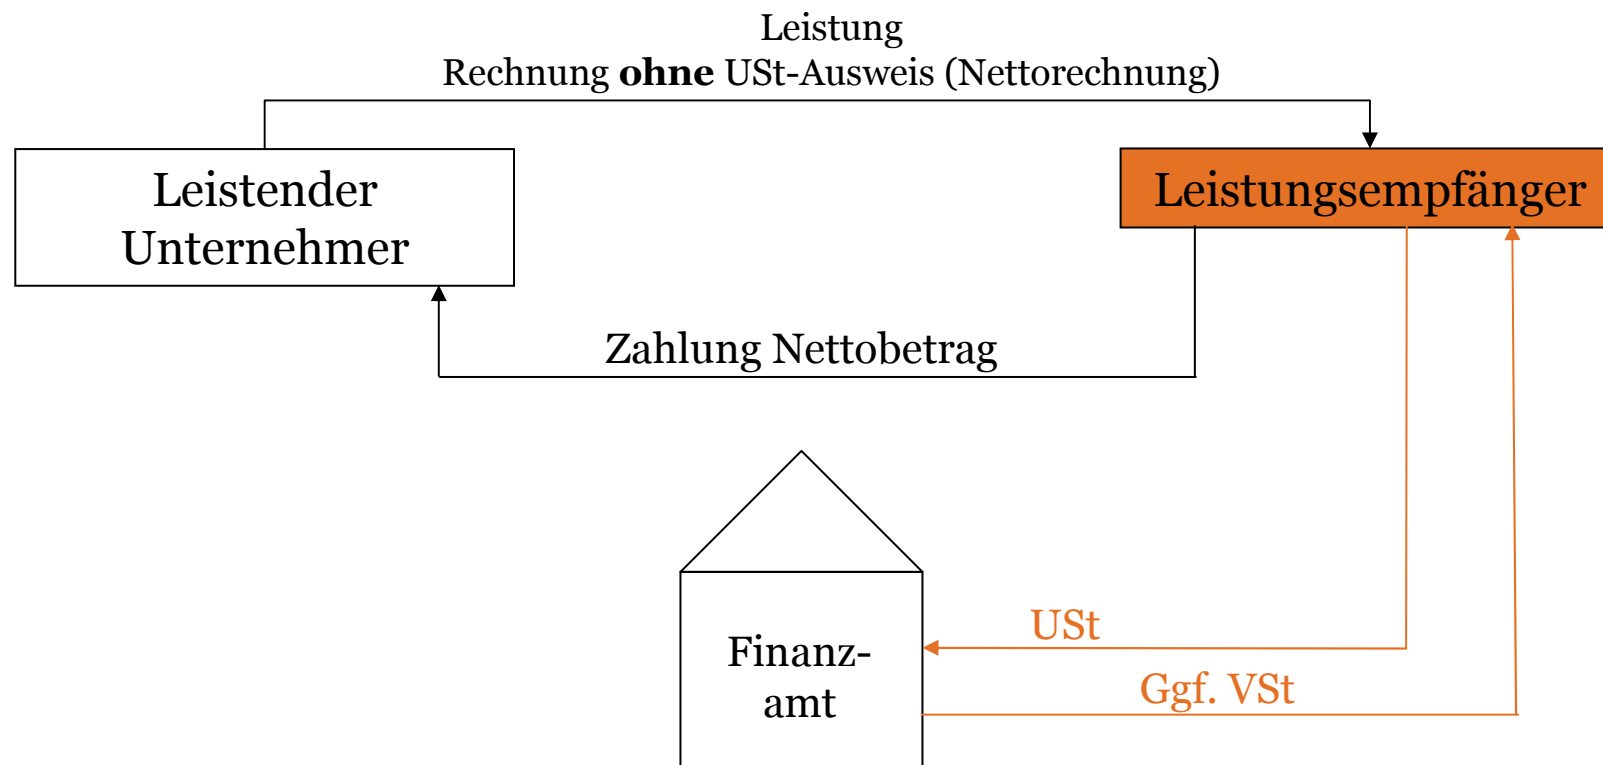 Leistung
Rechnung ohne USt-Ausweis (Nettorechnung)
Leistender
Unternehmer
Leistungsempfänger
Zahlung Nettobetrag
Finanz-
amt
USt
Ggf. VSt